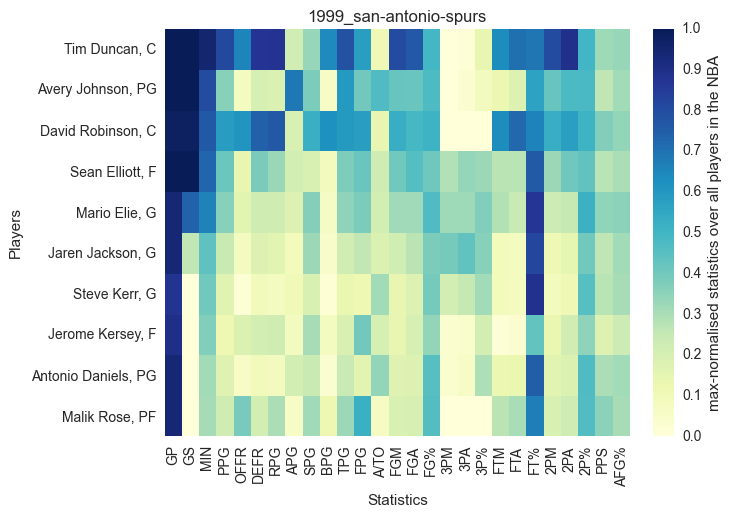 1999_san-antonio-spurs
Players
Tim Duncan, C
Avery Johnson, PG
David Robinson, C
Sean Elliott, F
Mario Elie, G
Jaren Jackson, G
Steve Kerr, G
Jerome Kersey, F
Antonio Daniels, PG
Malik Rose, PF
GP GS MIN PPG OFFR DEFR RPG APG SPG BPG TPG FPG A/TO FGM FGA FG% 3PM 3PA 3P% FTM FTA FT% 2PM 2PA 2P% PPS AFG%
Statistics
1.0
0.9
0.8
0.7
0.6
0.5
0.4
0.3
0.2
0.1
0.0
max-normalised statistics over all players in the NBA